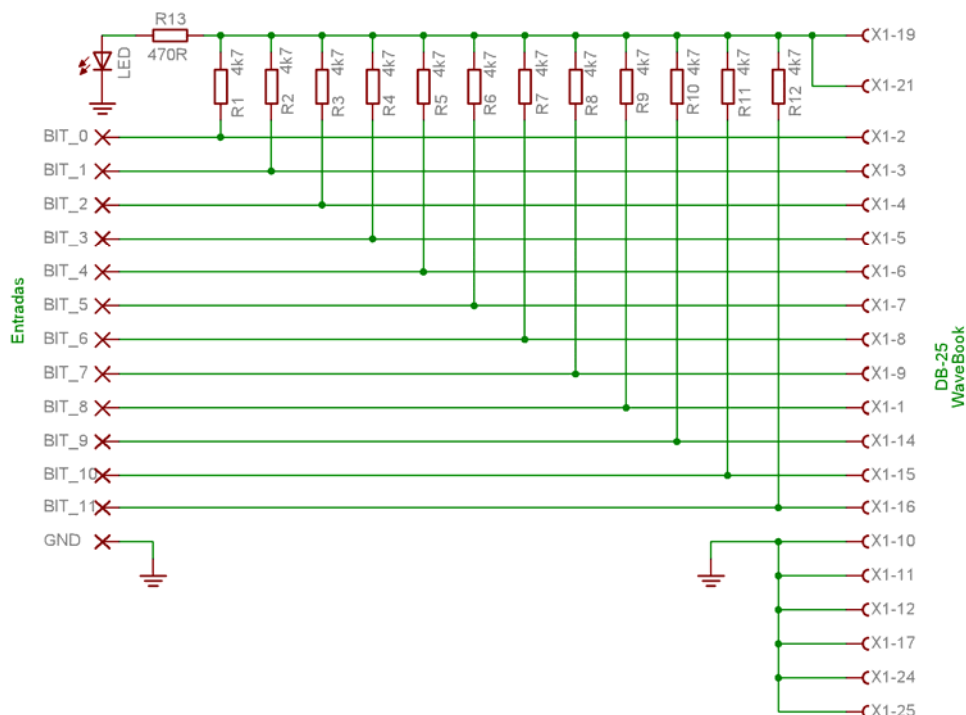 R13
470R
LED
4k7 4k7 4k7 4k7 4k7 4k7 4k7 4k7 4k7 4k7 4k7 4k7
R1 R2 R3 R4 R5 R6 R7 R8 R9 R10 R11 R12
X1-19
X1-21
BIT_0 X1-2
BIT_1 X1-3
BIT_2 X1-4
BIT_3 X1-5
BIT_4 X1-6
BIT_5 X1-7
BIT_6 X1-8
BIT_7 X1-9
BIT_8 X1-1
BIT_9 X1-14
BIT_10 X1-15
BIT_11 X1-16
GND X1-10
X1-11
X1-12
X1-17
X1-24
X1-25
Entradas
DB-25
WaveBook